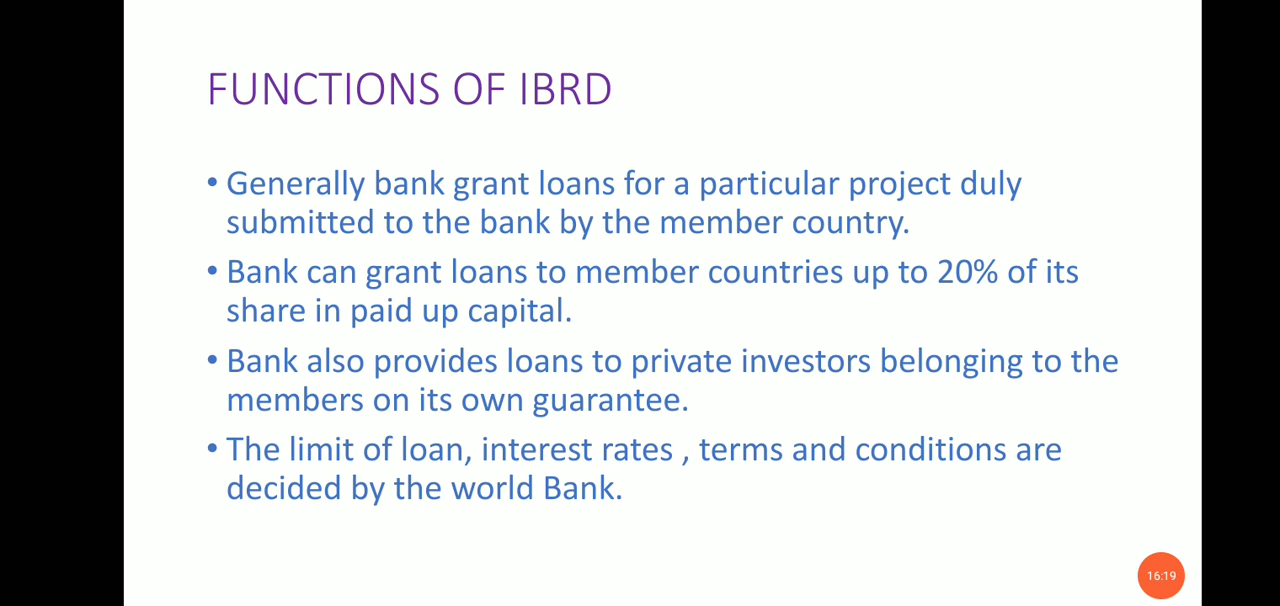 FUNCTIONS OF IBRD
• Generally bank grant loans for a particular project duly
submitted to the bank by the member country.
• Bank can grant loans to member countries up to 20% of its
share in paid up capital.
• Bank also provides loans to private investors belonging to the
members on its own guarantee.
• The limit of loan, interest rates , terms and conditions are
decided by the world Bank.
16:19